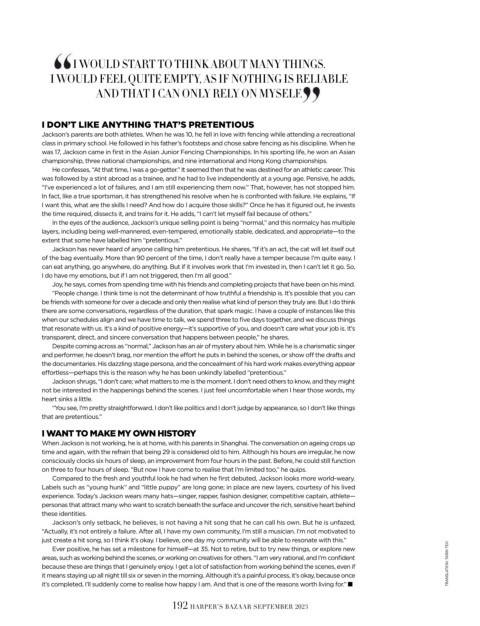 “I WOULD START TO THINK ABOUT MANY THINGS.
I WOULD FEEL QUITE EMPTY, AS IF NOTHING IS RELIABLE
AND THAT I CAN ONLY RELY ON MYSELF.”
I DON’T LIKE ANYTHING THAT’S PRETENTIOUS
Jackson’s parents are both athletes. When he was 10, he fell in love with fencing while attending a recreational
class in primary school. He followed in his father’s footsteps and chose sabre fencing as his discipline. When he
was 17, Jackson came in first in the Asian Junior Fencing Championships. In his sporting life, he won an Asian
championship, three national championships, and nine international and Hong Kong championships.
He confesses, “At that time, I was a go-getter.” It seemed then that he was destined for an athletic career. This
was followed by a stint abroad as a trainee, and he had to live independently at a young age. Pensive, he adds,
“I’ve experienced a lot of failures, and I am still experiencing them now.” That, however, has not stopped him.
In fact, like a true sportsman, it has strengthened his resolve when he is confronted with failure. He explains, “If
I want this, what are the skills I need? And how do I acquire those skills?” Once he has it figured out, he invests
the time required, dissects it, and trains for it. He adds, “I can’t let myself fail because of others.”
In the eyes of the audience, Jackson’s unique selling point is being “normal,” and this normalcy has multiple
layers, including being well-mannered, even-tempered, emotionally stable, dedicated, and appropriate—to the
extent that some have labelled him “pretentious.”
Jackson has never heard of anyone calling him pretentious. He shares, “If it’s an act, the cat will let itself out
of the bag eventually. More than 90 percent of the time, I don’t really have a temper because I’m quite easy. I
can eat anything, go anywhere, do anything. But if it involves work that I’m invested in, then I can’t let it go. So,
I do have my emotions, but if I am not triggered, then I’m all good.”
Joy, he says, comes from spending time with his friends and completing projects that have been on his mind.
“People change. I think time is not the determinant of how truthful a friendship is. It’s possible that you can
be friends with someone for over a decade and only then realise what kind of person they truly are. But I do think
there are some conversations, regardless of the duration, that spark magic. I have a couple of instances like this
when our schedules align and we have time to talk, we spend three to five days together, and we discuss things
that resonate with us. It’s a kind of positive energy—it’s supportive of you, and doesn’t care what your job is. It’s
transparent, direct, and sincere conversation that happens between people,” he shares.
Despite coming across as “normal,” Jackson has an air of mystery about him. While he is a charismatic singer
and performer, he doesn’t brag, nor mention the effort he puts in behind the scenes, or show off the drafts and
the documentaries. His dazzling stage persona, and the concealment of his hard work makes everything appear
effortless—perhaps this is the reason why he has been unkindly labelled “pretentious.”
Jackson shrugs, “I don’t care; what matters to me is the moment. I don’t need others to know, and they might
not be interested in the happenings behind the scenes. I just feel uncomfortable when I hear those words, my
heart sinks a little.
“You see, I’m pretty straightforward. I don’t like politics and I don’t judge by appearance, so I don’t like things
that are pretentious.”
I WANT TO MAKE MY OWN HISTORY
When Jackson is not working, he is at home, with his parents in Shanghai. The conversation on ageing crops up
time and again, with the refrain that being 29 is considered old to him. Although his hours are irregular, he now
consciously clocks six hours of sleep, an improvement from four hours in the past. Before, he could still function
on three to four hours of sleep. “But now I have come to realise that I’m limited too,” he quips.
Compared to the fresh and youthful look he had when he first debuted, Jackson looks more world-weary.
Labels such as “young hunk” and “little puppy” are long gone; in place are new layers, courtesy of his lived
experience. Today’s Jackson wears many hats—singer, rapper, fashion designer, competitive captain, athlete—
personas that attract many who want to scratch beneath the surface and uncover the rich, sensitive heart behind
these identities.
Jackson’s only setback, he believes, is not having a hit song that he can call his own. But he is unfazed,
“Actually, it’s not entirely a failure. After all, I have my own community, I’m still a musician. I’m not motivated to
just create a hit song, so I think it’s okay. I believe, one day my community will be able to resonate with this.”
Ever positive, he has set a milestone for himself—at 35. Not to retire, but to try new things, or explore new
areas, such as working behind the scenes, or working on creatives for others. “I am very rational, and I’m confident
because these are things that I genuinely enjoy. I get a lot of satisfaction from working behind the scenes, even if
it means staying up all night till six or seven in the morning. Although it’s a painful process, it’s okay, because once
it’s completed, I’ll suddenly come to realise how happy I am. And that is one of the reasons worth living for.” ■
192 HARPER’S BAZAAR SEPTEMBER 2023